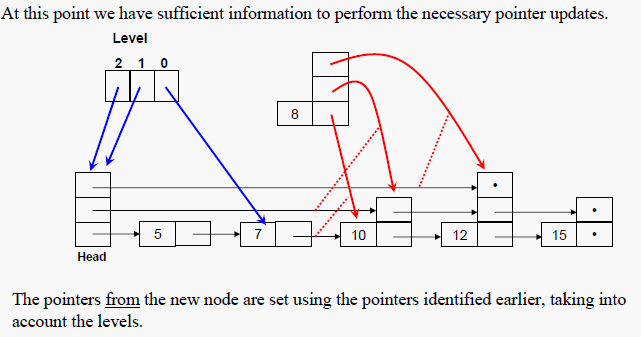 At this point we have sufficient information to perform the necessary pointer updates.
Level
2 1 0
8
5 7 10 12 15
Head
The pointers from the new node are set using the pointers identified earlier, taking into
account the levels.